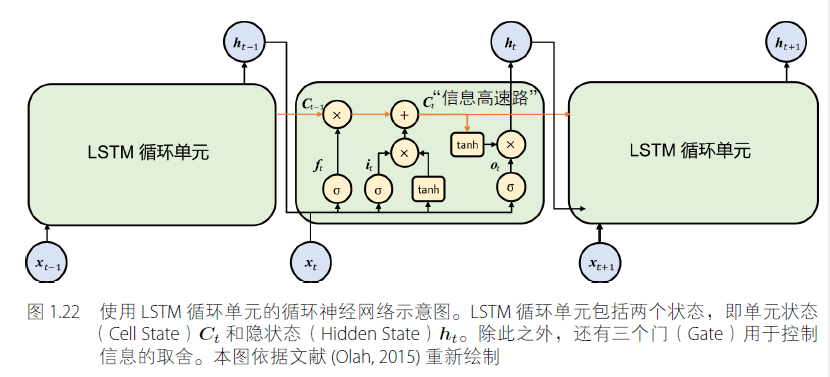 h_{t-1}
h_t
h_{t+1}
LSTM 循环单元
C_{t-1}
×
+
C_t
“信息高速路”
tanh
×
×
f_t
i_t
o_t
σ
σ
tanh
σ
LSTM 循环单元
x_{t-1}
x_t
x_{t+1}
图 1.22 使用 LSTM 循环单元的循环神经网络示意图。LSTM 循环单元包括两个状态，即单元状态
（Cell State）C_t 和隐状态（Hidden State）h_t。除此之外，还有三个门（Gate）用于控制
信息的取舍。本图依据文献 (Olah, 2015) 重新绘制